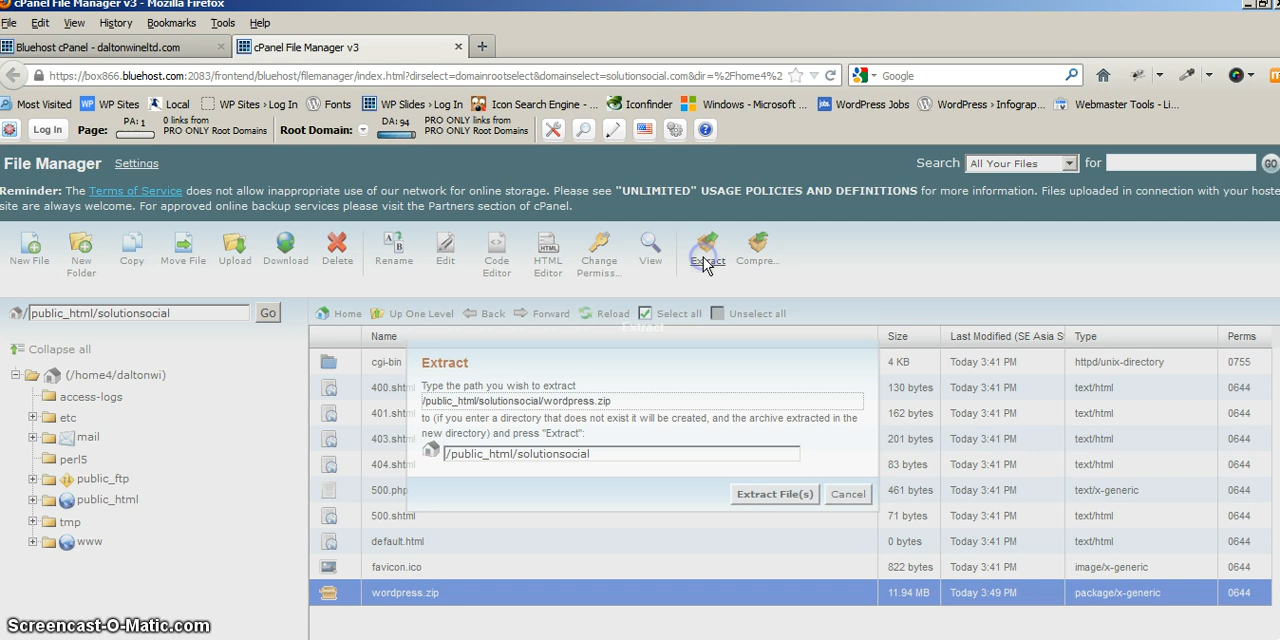 cPanel File Manager v3 - Mozilla Firefox
File Edit View History Bookmarks Tools Help
Bluehost cPanel - daltonwineltd.com × cPanel File Manager v3 × +
https://box866.bluehost.com:2083/frontend/bluehost/filemanager/index.html?dirselect=domainrootselect&domainselect=solutionsocial.com&dir=%2Fhome4%2 Google
Most Visited WP Sites Local WP Sites › Log In Fonts WP Slides › Log In Icon Search Engine - ... Iconfinder Windows - Microsoft ... WordPress Jobs WordPress › Infograp... Webmaster Tools - Li...
Log In Page: PA: 1 0 links from PRO ONLY Root Domains Root Domain: DA: 94 PRO ONLY links from PRO ONLY Root Domains
File Manager Settings Search All Your Files for GO
Reminder: The Terms of Service does not allow inappropriate use of our network for online storage. Please see "UNLIMITED" USAGE POLICIES AND DEFINITIONS for more information. Files uploaded in connection with your hoste
site are always welcome. For approved online backup services please visit the Partners section of cPanel.
New File New Folder Copy Move File Upload Download Delete Rename Edit Code Editor HTML Editor Change Permiss... View Extract Compre...
/ public_html/solutionsocial Go
Home Up One Level Back Forward Reload Select all Unselect all
Extract
Collapse all
(/home4/daltonwi)
access-logs
etc
mail
perl5
public_ftp
public_html
tmp
www
Name Size Last Modified (SE Asia S Type Perms
cgi-bin 4 KB Today 3:41 PM httpd/unix-directory 0755
400.shtm 130 bytes Today 3:41 PM text/html 0644
401.shtm 162 bytes Today 3:41 PM text/html 0644
403.shtm 201 bytes Today 3:41 PM text/html 0644
404.shtm 83 bytes Today 3:41 PM text/html 0644
500.php 461 bytes Today 3:41 PM text/x-generic 0644
500.shtml 71 bytes Today 3:41 PM text/html 0644
default.html 0 bytes Today 3:41 PM text/html 0644
favicon.ico 822 bytes Today 3:41 PM image/x-generic 0644
wordpress.zip 11.94 MB Today 3:49 PM package/x-generic 0644
Extract
Type the path you wish to extract
/public_html/solutionsocial/wordpress.zip
to (if you enter a directory that does not exist it will be created, and the archive extracted in the
new directory) and press "Extract":
/public_html/solutionsocial
Extract File(s) Cancel
Screencast-O-Matic.com